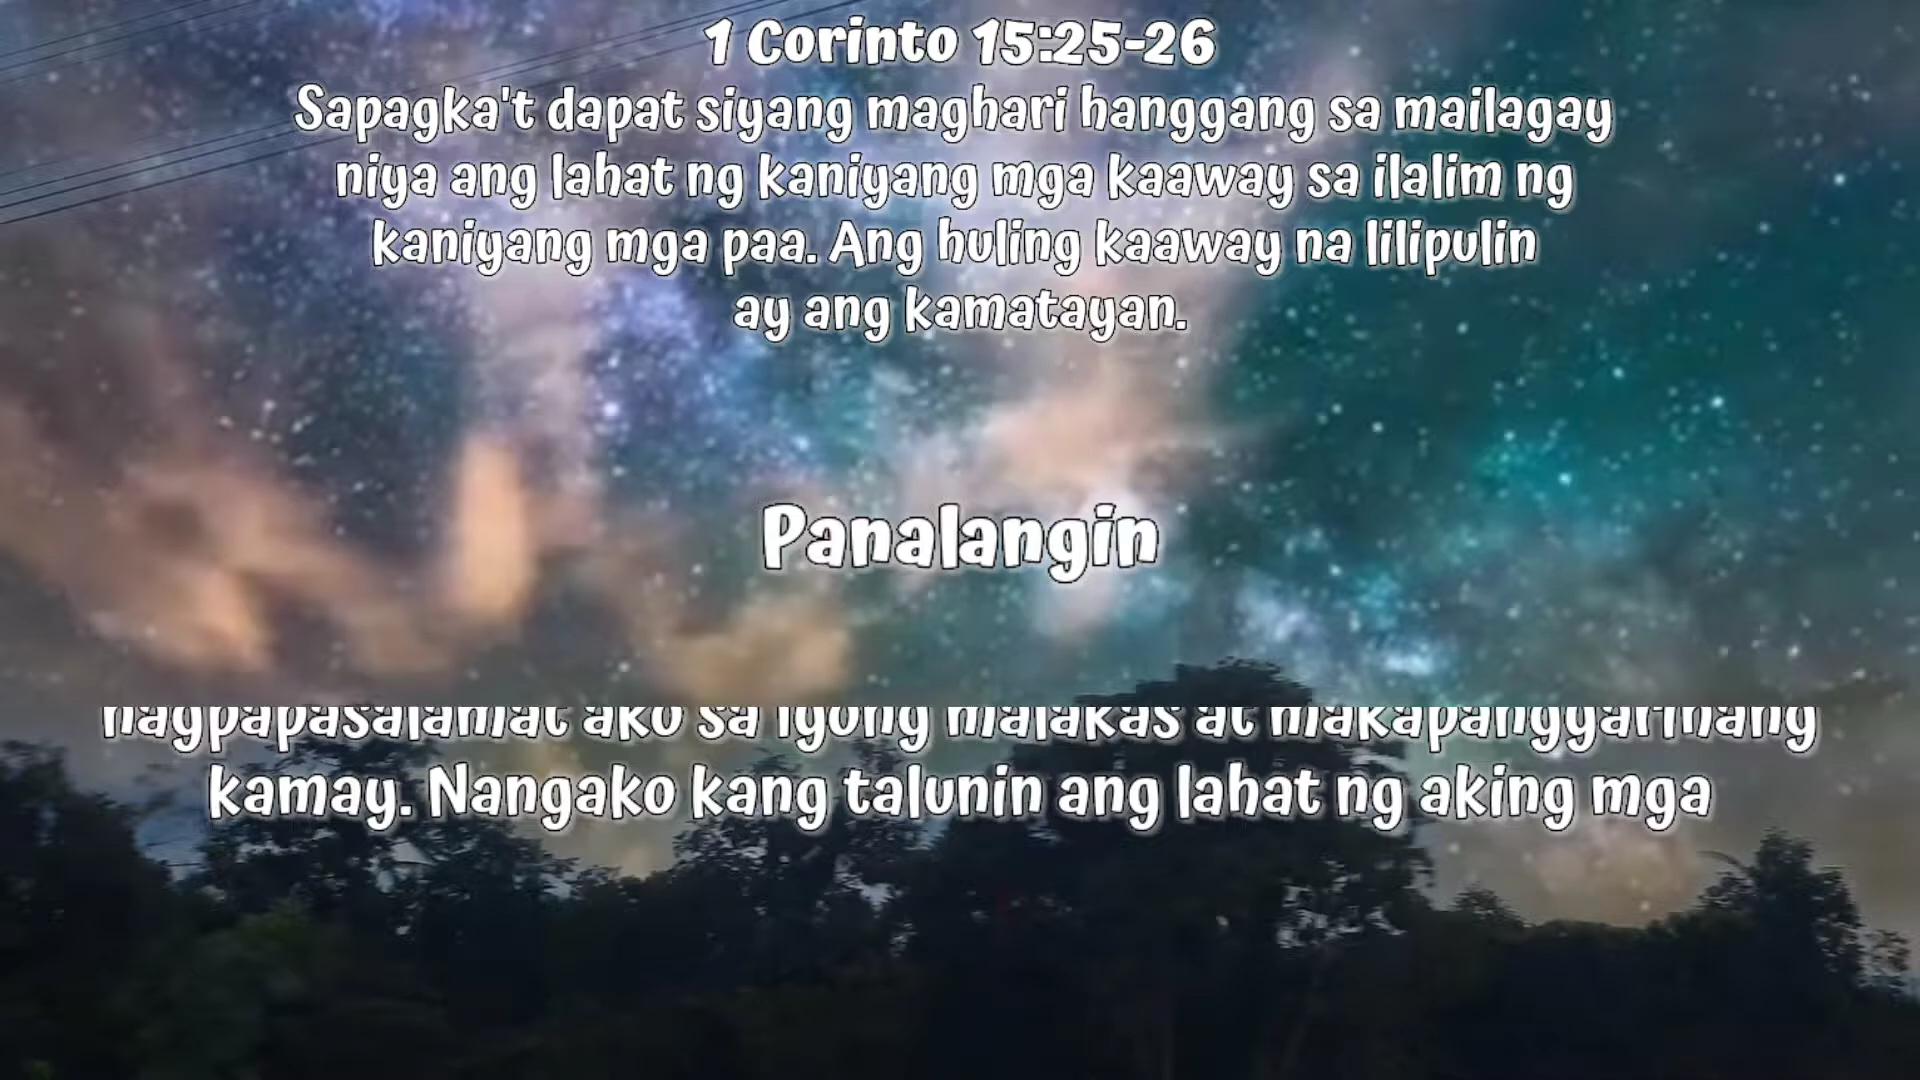 1 Corinto 15:25-26
Sapagka't dapat siyang maghari hanggang sa mailagay
niya ang lahat ng kaniyang mga kaaway sa ilalim ng
kaniyang mga paa. Ang huling kaaway na lilipulin
ay ang kamatayan.
Panalangin
nagpapasalamat ako sa iyong malakas at makapangyarihang
kamay. Nangako kang talunin ang lahat ng aking mga